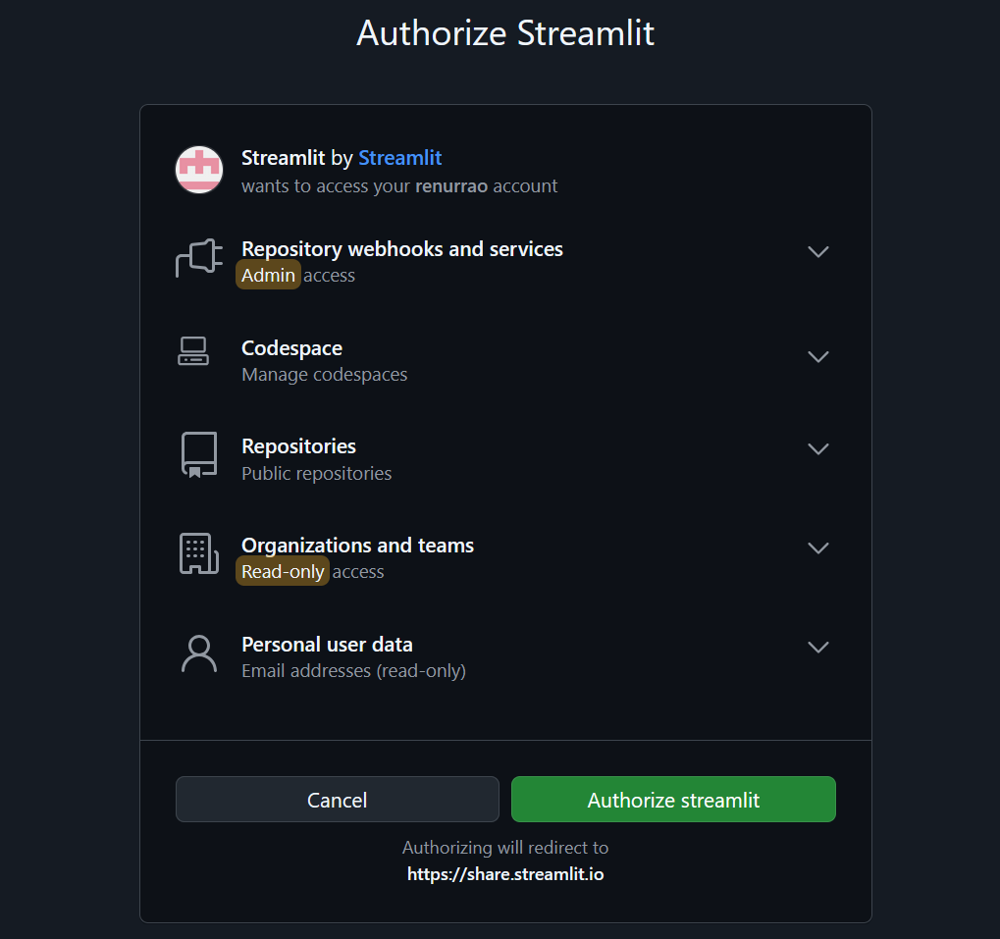 Authorize Streamlit
Streamlit by Streamlit
wants to access your renurrao account
Repository webhooks and services
Admin access
Codespace
Manage codespaces
Repositories
Public repositories
Organizations and teams
Read-only access
Personal user data
Email addresses (read-only)
Cancel
Authorize streamlit
Authorizing will redirect to
https://share.streamlit.io